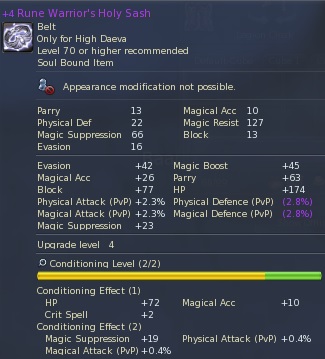 +4 Rune Warrior's Holy Sash
Belt
Only for High Daeva
Level 70 or higher recommended
Soul Bound Item
Appearance modification not possible.
Parry 13 Magical Acc 10
Physical Def 22 Magic Resist 127
Magic Suppression 66 Block 13
Evasion 16
Evasion +42 Magic Boost +45
Magical Acc +26 Parry +63
Block +77 HP +174
Physical Attack (PvP) +2.3% Physical Defence (PvP) (2.8%)
Magical Attack (PvP) +2.3% Magical Defence (PvP) (2.8%)
Magic Suppression +23
Upgrade level 4
Conditioning Level (2/2)
Conditioning Effect (1)
HP +72 Magical Acc +10
Crit Spell +2
Conditioning Effect (2)
Magic Suppression +19 Physical Attack (PvP) +0.4%
Magical Attack (PvP) +0.4%